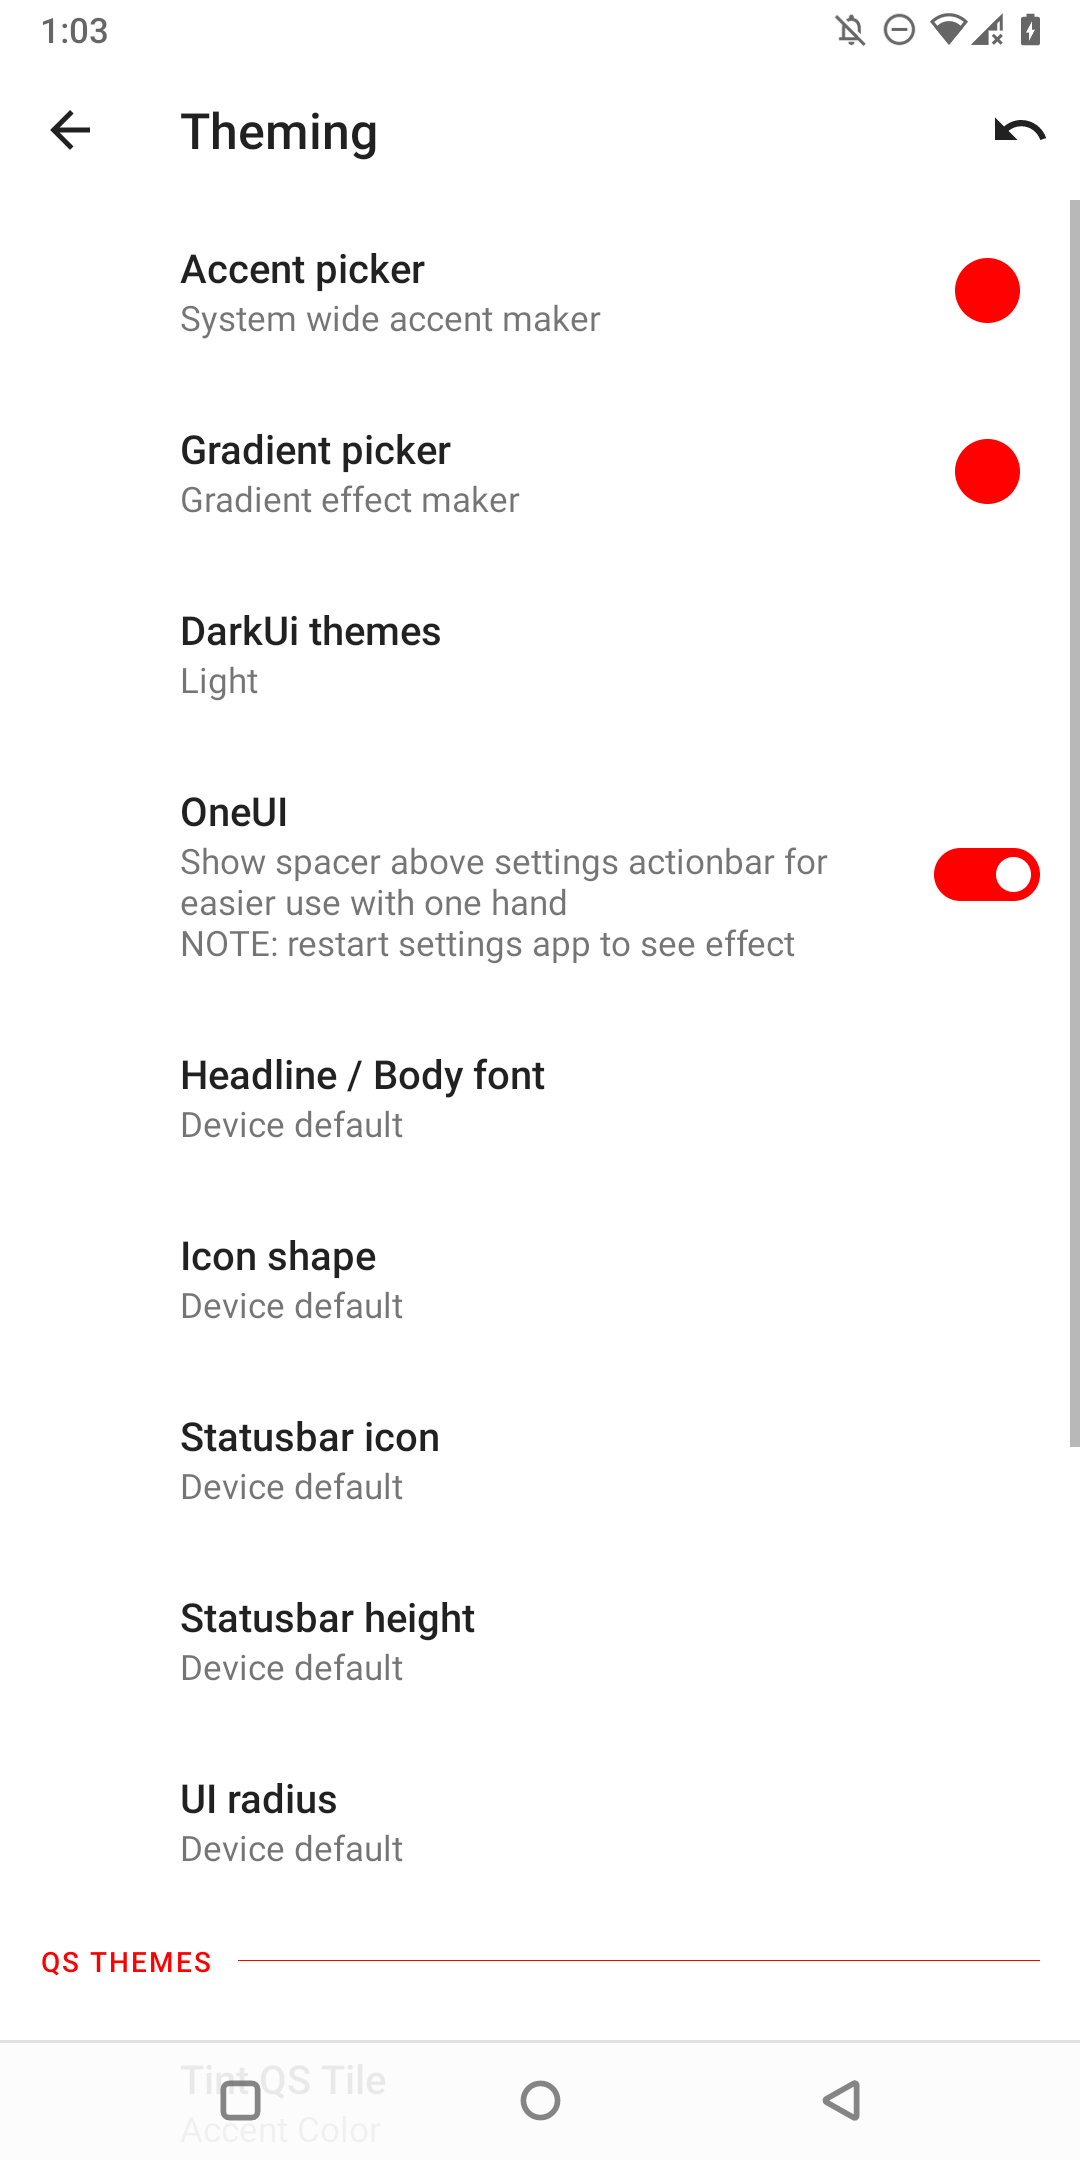 1:03
Theming
Accent picker
System wide accent maker
Gradient picker
Gradient effect maker
DarkUi themes
Light
OneUI
Show spacer above settings actionbar for
easier use with one hand
NOTE: restart settings app to see effect
Headline / Body font
Device default
Icon shape
Device default
Statusbar icon
Device default
Statusbar height
Device default
UI radius
Device default
QS THEMES
Tint QS Tile
Accent Color